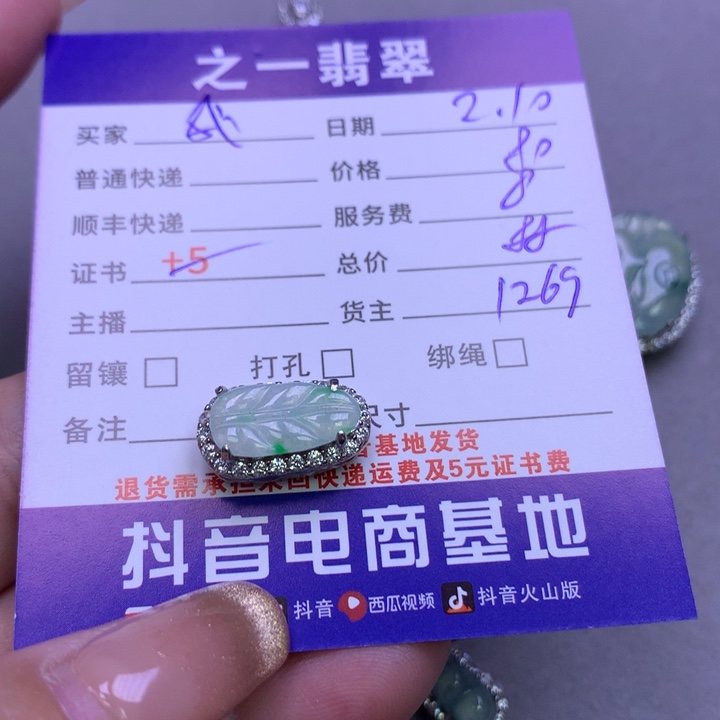 之一翡翠
买家 日期 2.10
普通快递 价格 80
顺丰快递 服务费 8
证书 +5 总价
主播 货主 1269
留镶 打孔 绑绳
备注 尺寸
基地发货
退货需承担来回快递运费及5元证书费
抖音电商基地
抖音 西瓜视频 抖音火山版